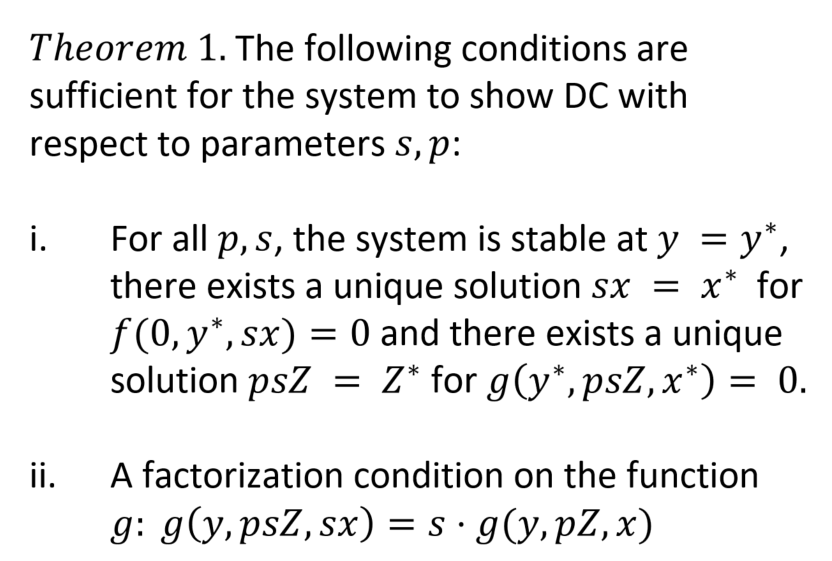 Theorem 1. The following conditions are
sufficient for the system to show DC with
respect to parameters s, p:
i. For all p, s, the system is stable at y = y*,
there exists a unique solution sx = x* for
f(0, y*, sx) = 0 and there exists a unique
solution psZ = Z* for g(y*, psZ, x*) = 0.
ii. A factorization condition on the function
g: g(y, psZ, sx) = s · g(y, pZ, x)